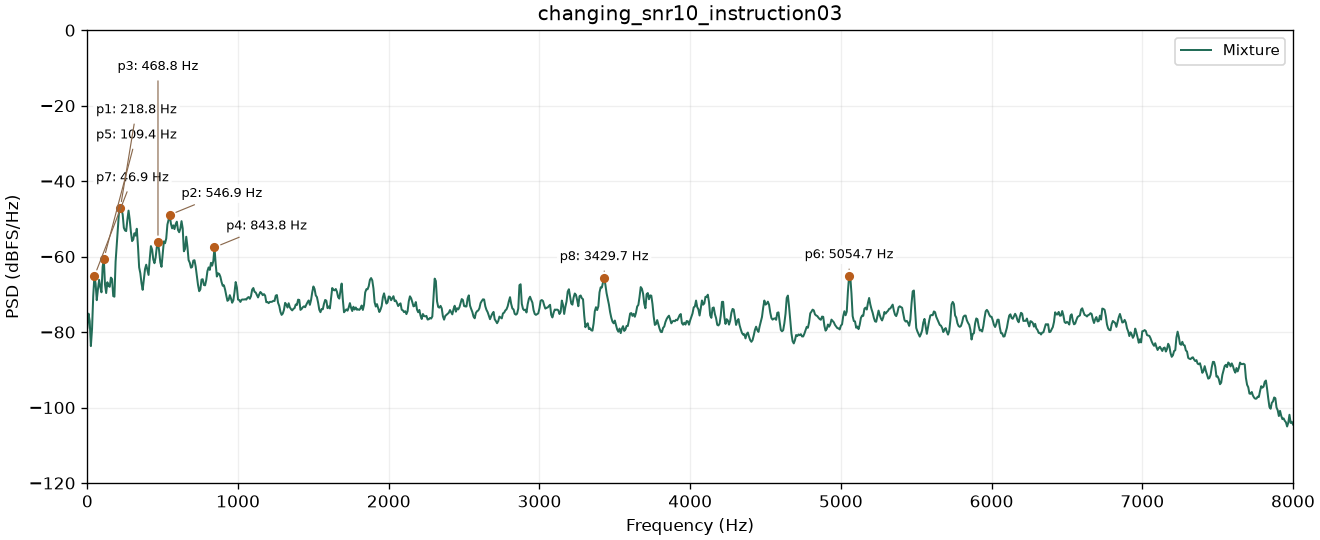 changing_snr10_instruction03
Mixture
p3: 468.8 Hz
p1: 218.8 Hz
p5: 109.4 Hz
p7: 46.9 Hz
p2: 546.9 Hz
p4: 843.8 Hz
p8: 3429.7 Hz
p6: 5054.7 Hz
PSD (dBFS/Hz)
0
−20
−40
−60
−80
−100
−120
0 1000 2000 3000 4000 5000 6000 7000 8000
Frequency (Hz)